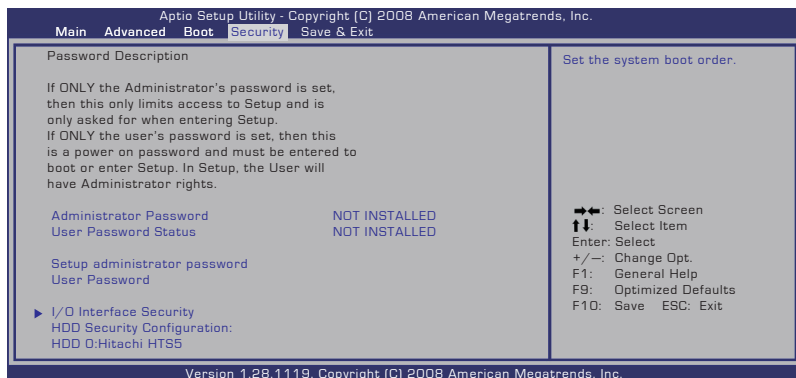 Aptio Setup Utility - Copyright (C) 2008 American Megatrends, Inc.
Main Advanced Boot Security Save & Exit
Password Description
If ONLY the Administrator's password is set,
then this only limits access to Setup and is
only asked for when entering Setup.
If ONLY the user's password is set, then this
is a power on password and must be entered to
boot or enter Setup. In Setup, the User will
have Administrator rights.
Administrator Password NOT INSTALLED
User Password Status NOT INSTALLED
Setup administrator password
User Password
I/O Interface Security
HDD Security Configuration:
HDD 0:Hitachi HTS5
Set the system boot order.
→←: Select Screen
↑↓: Select Item
Enter: Select
+/—: Change Opt.
F1: General Help
F9: Optimized Defaults
F10: Save ESC: Exit
Version 1.28.1119. Copyright (C) 2008 American Megatrends, Inc.